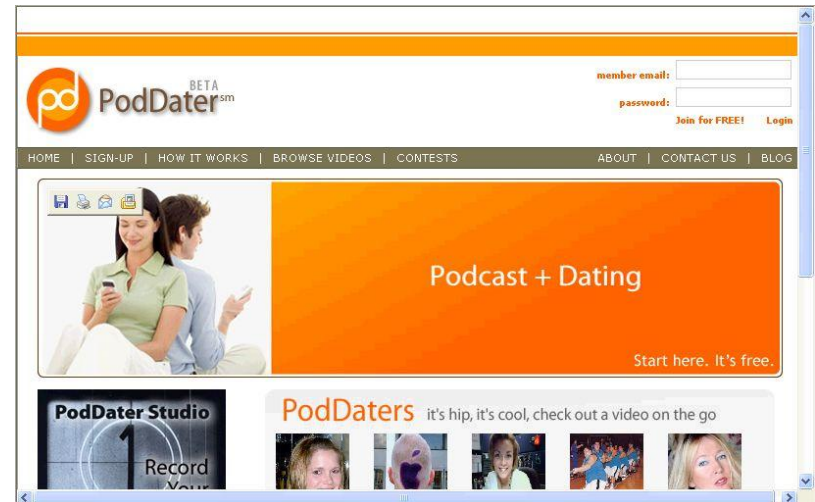 member email:
BETA
pd PodDater sm
password:
Join for FREE! Login
HOME | SIGN-UP | HOW IT WORKS | BROWSE VIDEOS | CONTESTS ABOUT | CONTACT US | BLOG
Podcast + Dating
Start here. It's free.
PodDater Studio
1
Record
Your
PodDaters it's hip, it's cool, check out a video on the go